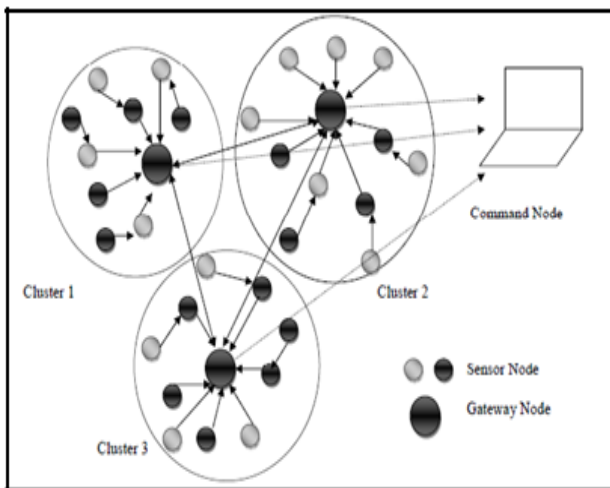 Command Node
Cluster 1
Cluster 2
Sensor Node
Gateway Node
Cluster 3